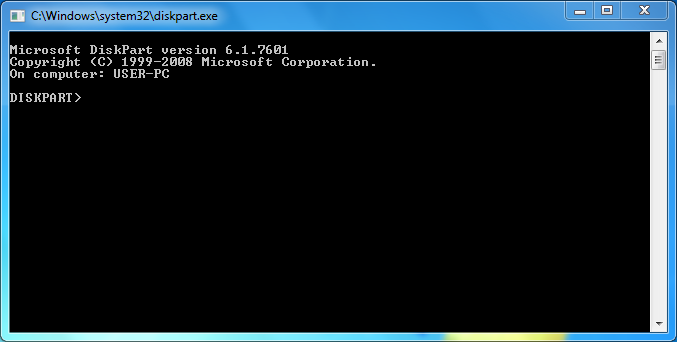 C:\Windows\system32\diskpart.exe
Microsoft DiskPart version 6.1.7601
Copyright (C) 1999-2008 Microsoft Corporation.
On computer: USER-PC
DISKPART>